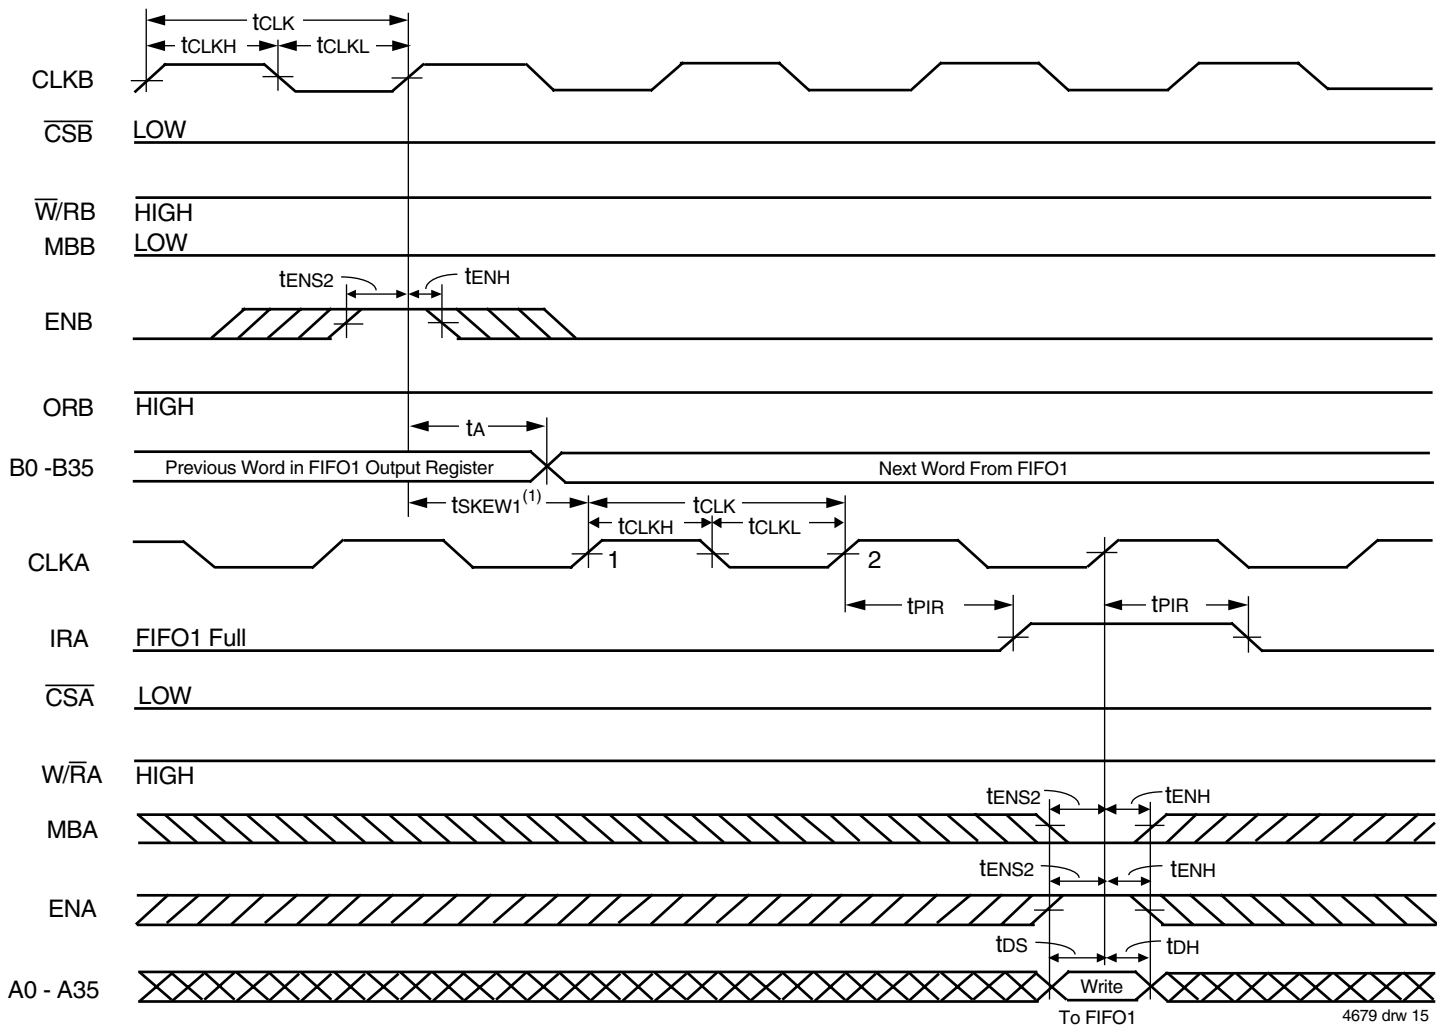 tCLK
tCLKH tCLKL
CLKB
CSB LOW
W/RB HIGH
MBB LOW
tENS2 tENH
ENB
ORB HIGH
tA
B0 -B35 Previous Word in FIFO1 Output Register Next Word From FIFO1
tSKEW1(1) tCLK
tCLKH tCLKL
CLKA 1 2
tPIR tPIR
IRA FIFO1 Full
CSA LOW
W/RA HIGH
tENS2 tENH
MBA
tENS2 tENH
ENA
tDS tDH
A0 - A35 Write
To FIFO1 4679 drw 15